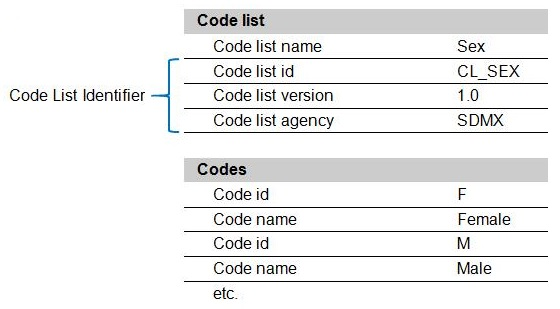 Code list
Code list name Sex
Code list id CL_SEX
Code List Identifier
Code list version 1.0
Code list agency SDMX
Codes
Code id F
Code name Female
Code id M
Code name Male
etc.